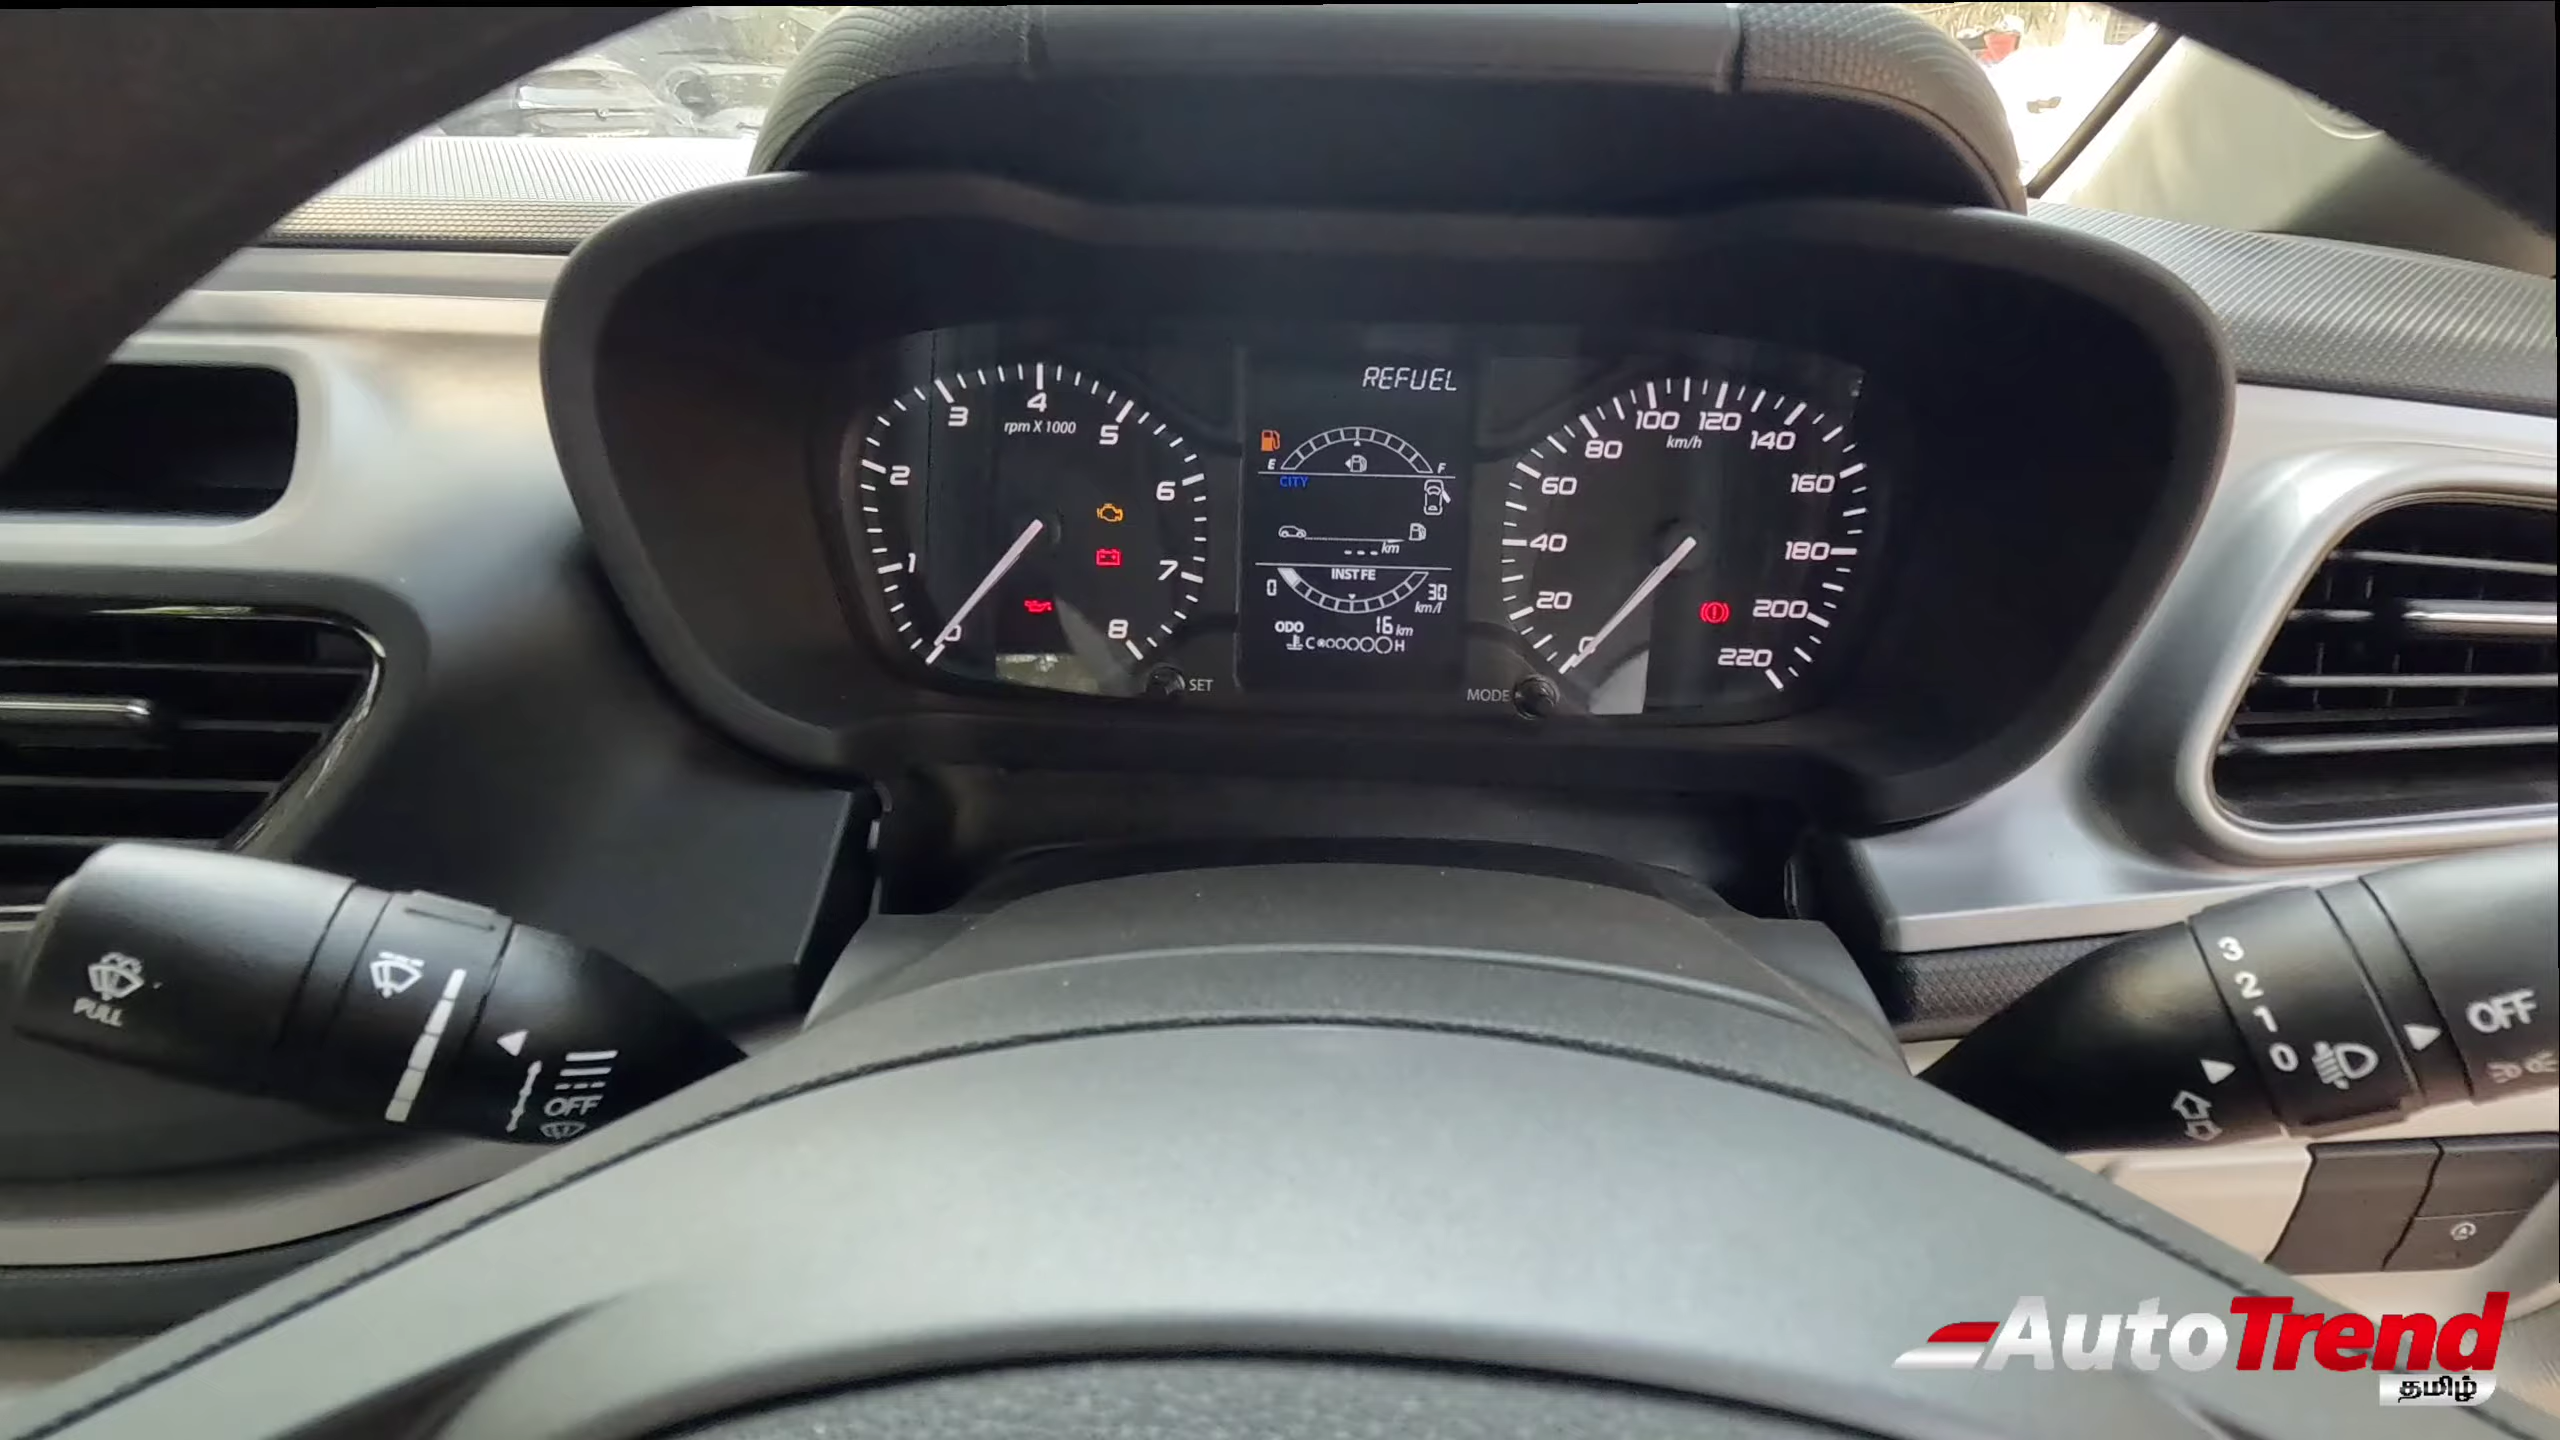 REFUEL
4
3
5
rpm X 1000
2
6
1
7
0
8
SET
E
F
CITY
--- km
INST FE
0
30
km/l
ODO 16 km
C H
100 120
km/h
80
140
60
160
40
180
20
200
0
220
MODE
PULL
OFF
3
2
1
0
OFF
AutoTrend
தமிழ்